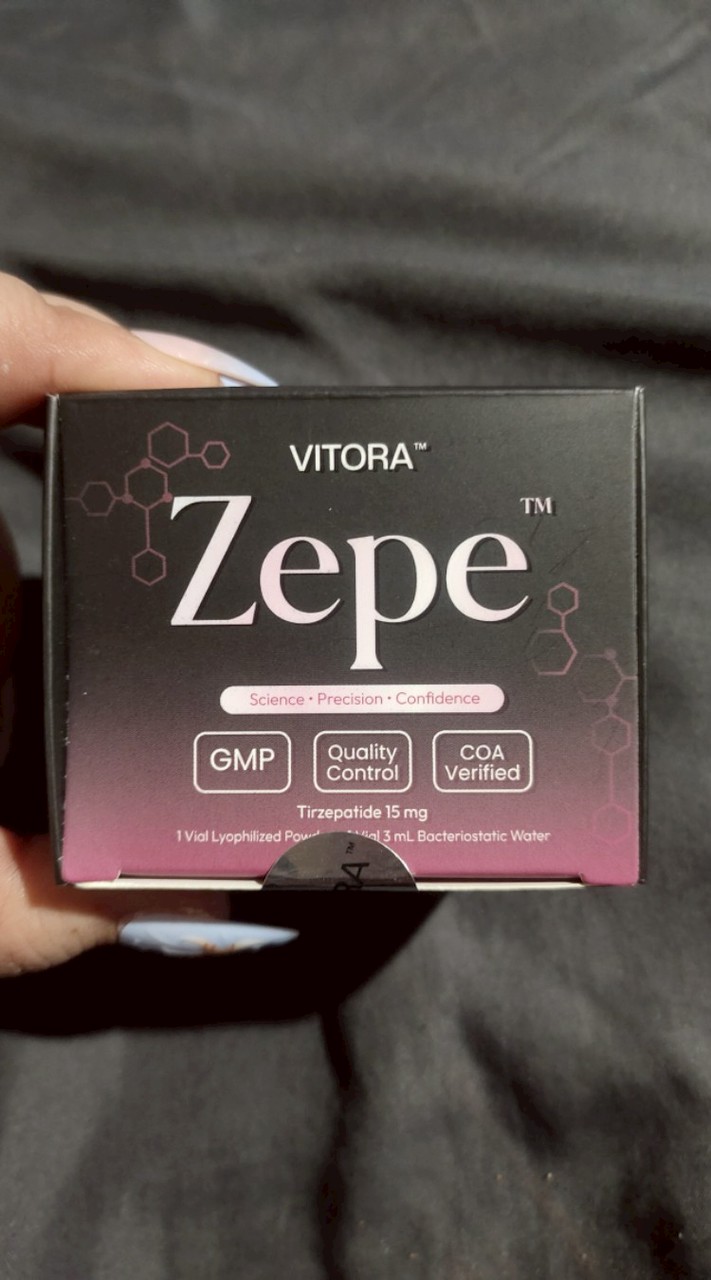 VITORA™
Zepe™
Science • Precision • Confidence
GMP
Quality
Control
COA
Verified
Tirzepatide 15 mg
1 Vial Lyophilized Vial 3 mL Bacteriostatic Water
RA™